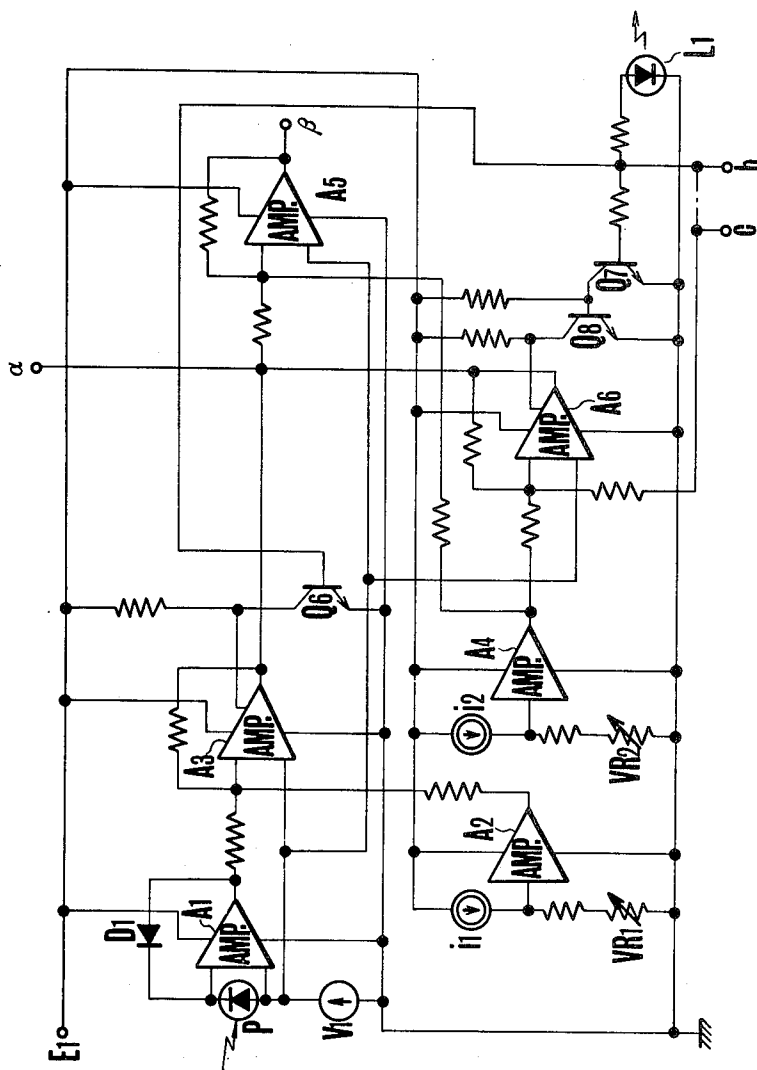 α
β
AMP.
A5
D1
E1
A1
AMP.
P
V1
A3
AMP.
Q6
L1
Q7
Q8
h
c
AMP.
A6
A4
AMP.
i2
VR2
A2
AMP.
i1
VR1